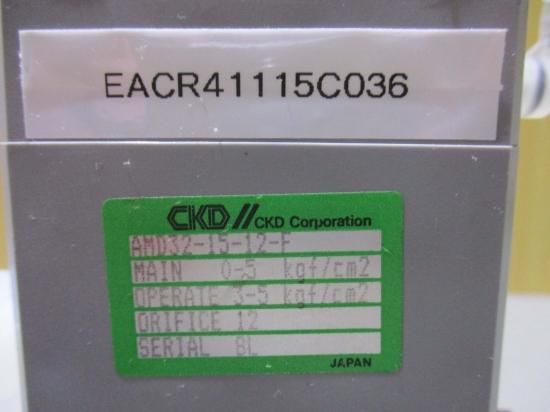 EACR41115C036
CKD// CKD Corporation
AMD32-15-12-F
MAIN 0-5 kgf/cm2
OPERATE 3-5 kgf/cm2
ORIFICE 12
SERIAL BL
JAPAN